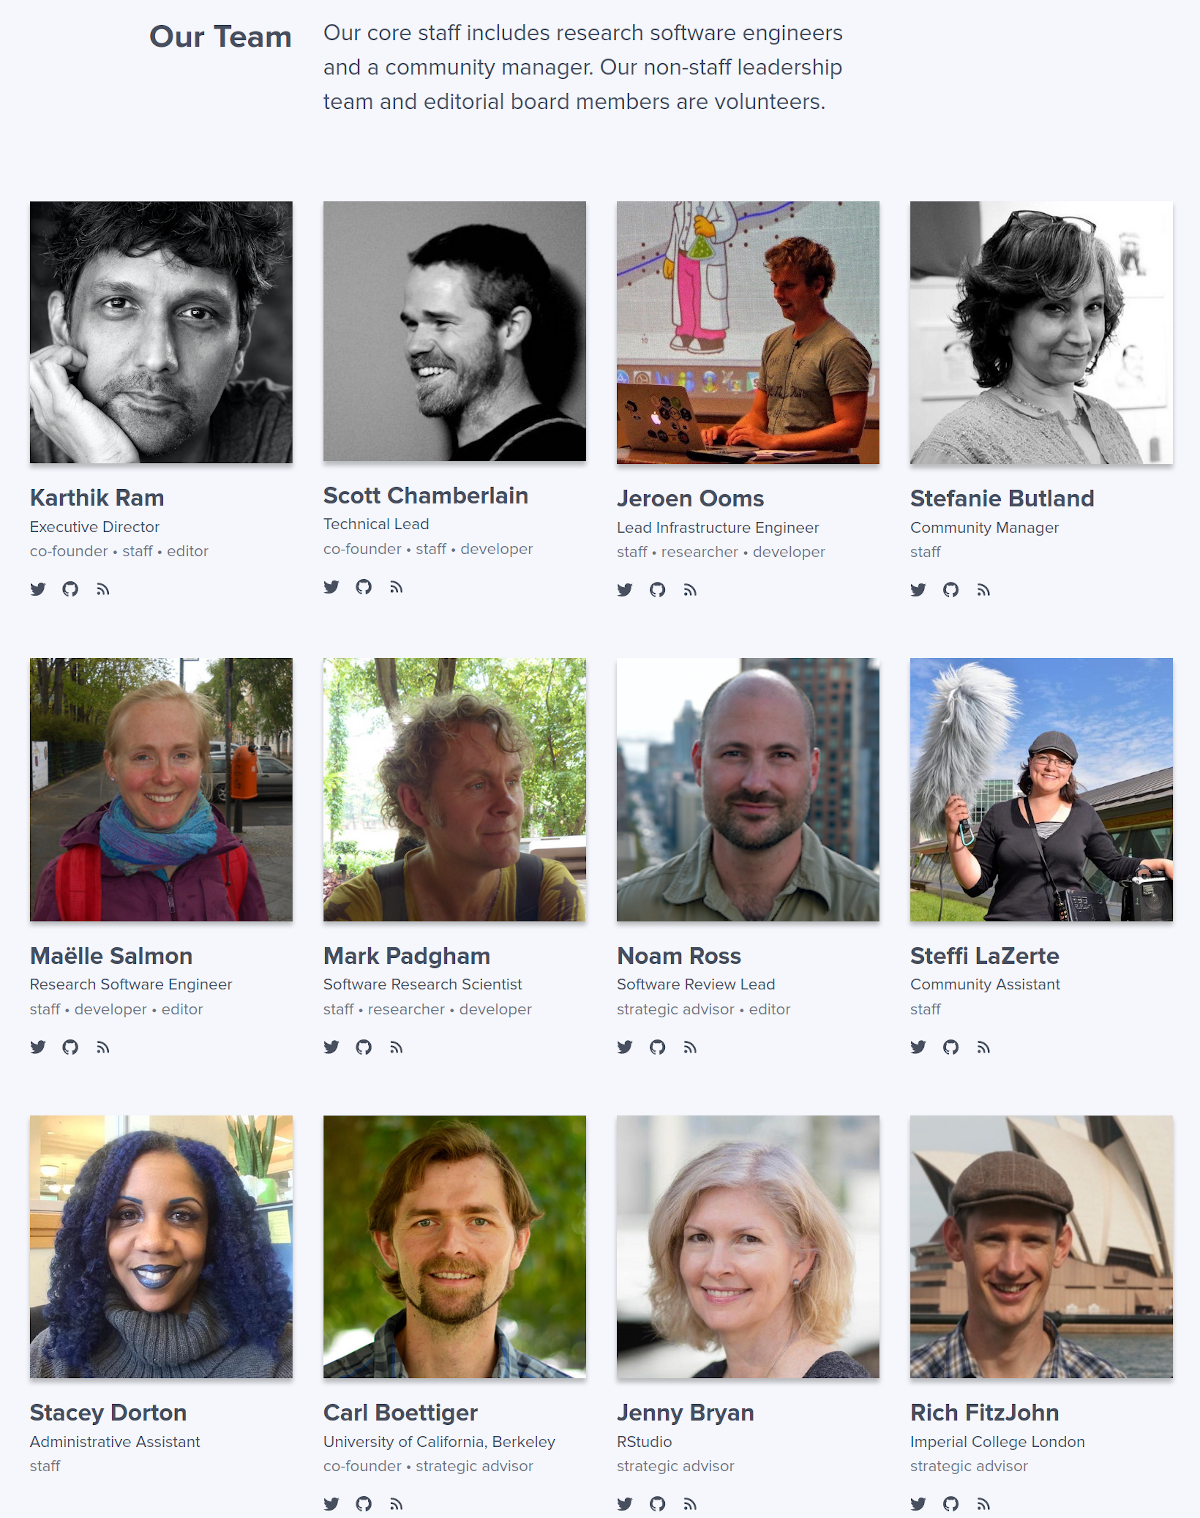 Our Team
Our core staff includes research software engineers
and a community manager. Our non-staff leadership
team and editorial board members are volunteers.
Karthik Ram
Executive Director
co-founder • staff • editor
Scott Chamberlain
Technical Lead
co-founder • staff • developer
Jeroen Ooms
Lead Infrastructure Engineer
staff • researcher • developer
Stefanie Butland
Community Manager
staff
Maëlle Salmon
Research Software Engineer
staff • developer • editor
Mark Padgham
Software Research Scientist
staff • researcher • developer
Noam Ross
Software Review Lead
strategic advisor • editor
Steffi LaZerte
Community Assistant
staff
Stacey Dorton
Administrative Assistant
staff
Carl Boettiger
University of California, Berkeley
co-founder • strategic advisor
Jenny Bryan
RStudio
strategic advisor
Rich FitzJohn
Imperial College London
strategic advisor